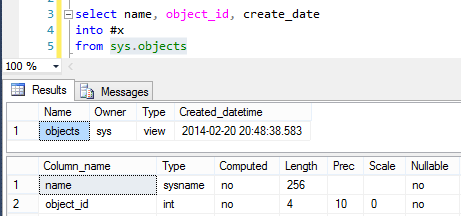 2
3 select name, object_id, create_date
4 into #x
5 from sys.objects
100 %
Results Messages
Name Owner Type Created_datetime
1 objects sys view 2014-02-20 20:48:38.583
Column_name Type Computed Length Prec Scale Nullable
1 name sysname no 256 no
2 object_id int no 4 10 0 no